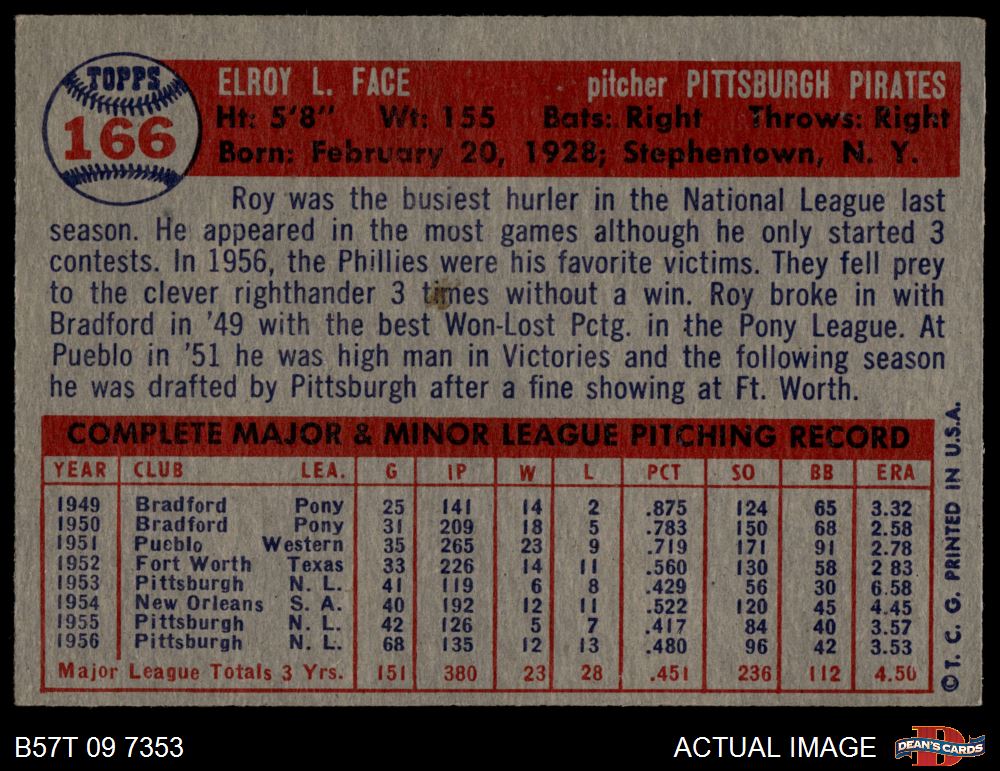 TOPPS
166
ELROY L. FACE pitcher PITTSBURGH PIRATES
Ht: 5'8" Wt: 155 Bats: Right Throws: Right
Born: February 20, 1928; Stephentown, N. Y.
Roy was the busiest hurler in the National League last
season. He appeared in the most games although he only started 3
contests. In 1956, the Phillies were his favorite victims. They fell prey
to the clever righthander 3 times without a win. Roy broke in with
Bradford in '49 with the best Won-Lost Pctg. in the Pony League. At
Pueblo in '51 he was high man in Victories and the following season
he was drafted by Pittsburgh after a fine showing at Ft. Worth.
COMPLETE MAJOR & MINOR LEAGUE PITCHING RECORD
YEAR CLUB LEA. G IP W L PCT SO BB ERA
1949 Bradford Pony 25 141 14 2 .875 124 65 3.32
1950 Bradford Pony 31 209 18 5 .783 150 68 2.58
1951 Pueblo Western 35 265 23 9 .719 171 91 2.78
1952 Fort Worth Texas 33 226 14 11 .560 130 58 2 83
1953 Pittsburgh N. L. 41 119 6 8 .429 56 30 6.58
1954 New Orleans S. A. 40 192 12 11 .522 120 45 4.45
1955 Pittsburgh N. L. 42 126 5 7 .417 84 40 3.57
1956 Pittsburgh N. L. 68 135 12 13 .480 96 42 3.53
Major League Totals 3 Yrs. 151 380 23 28 .451 236 112 4.50
© T. C. G. PRINTED IN U.S.A.
B57T 09 7353 ACTUAL IMAGE
D
DEAN'S CARDS